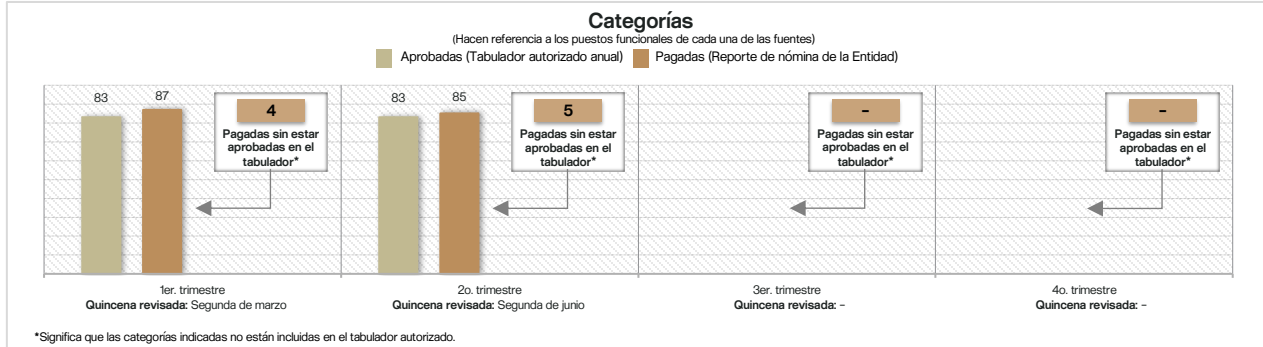 Categorías
(Hacen referencia a los puestos funcionales de cada una de las fuentes)
Aprobadas (Tabulador autorizado anual) Pagadas (Reporte de nómina de la Entidad)
83 87
4
Pagadas sin estar
aprobadas en el
tabulador*
83 85
5
Pagadas sin estar
aprobadas en el
tabulador*
–
Pagadas sin estar
aprobadas en el
tabulador*
–
Pagadas sin estar
aprobadas en el
tabulador*
1er. trimestre
Quincena revisada: Segunda de marzo
2o. trimestre
Quincena revisada: Segunda de junio
3er. trimestre
Quincena revisada: –
4o. trimestre
Quincena revisada: –
*Significa que las categorías indicadas no están incluidas en el tabulador autorizado.